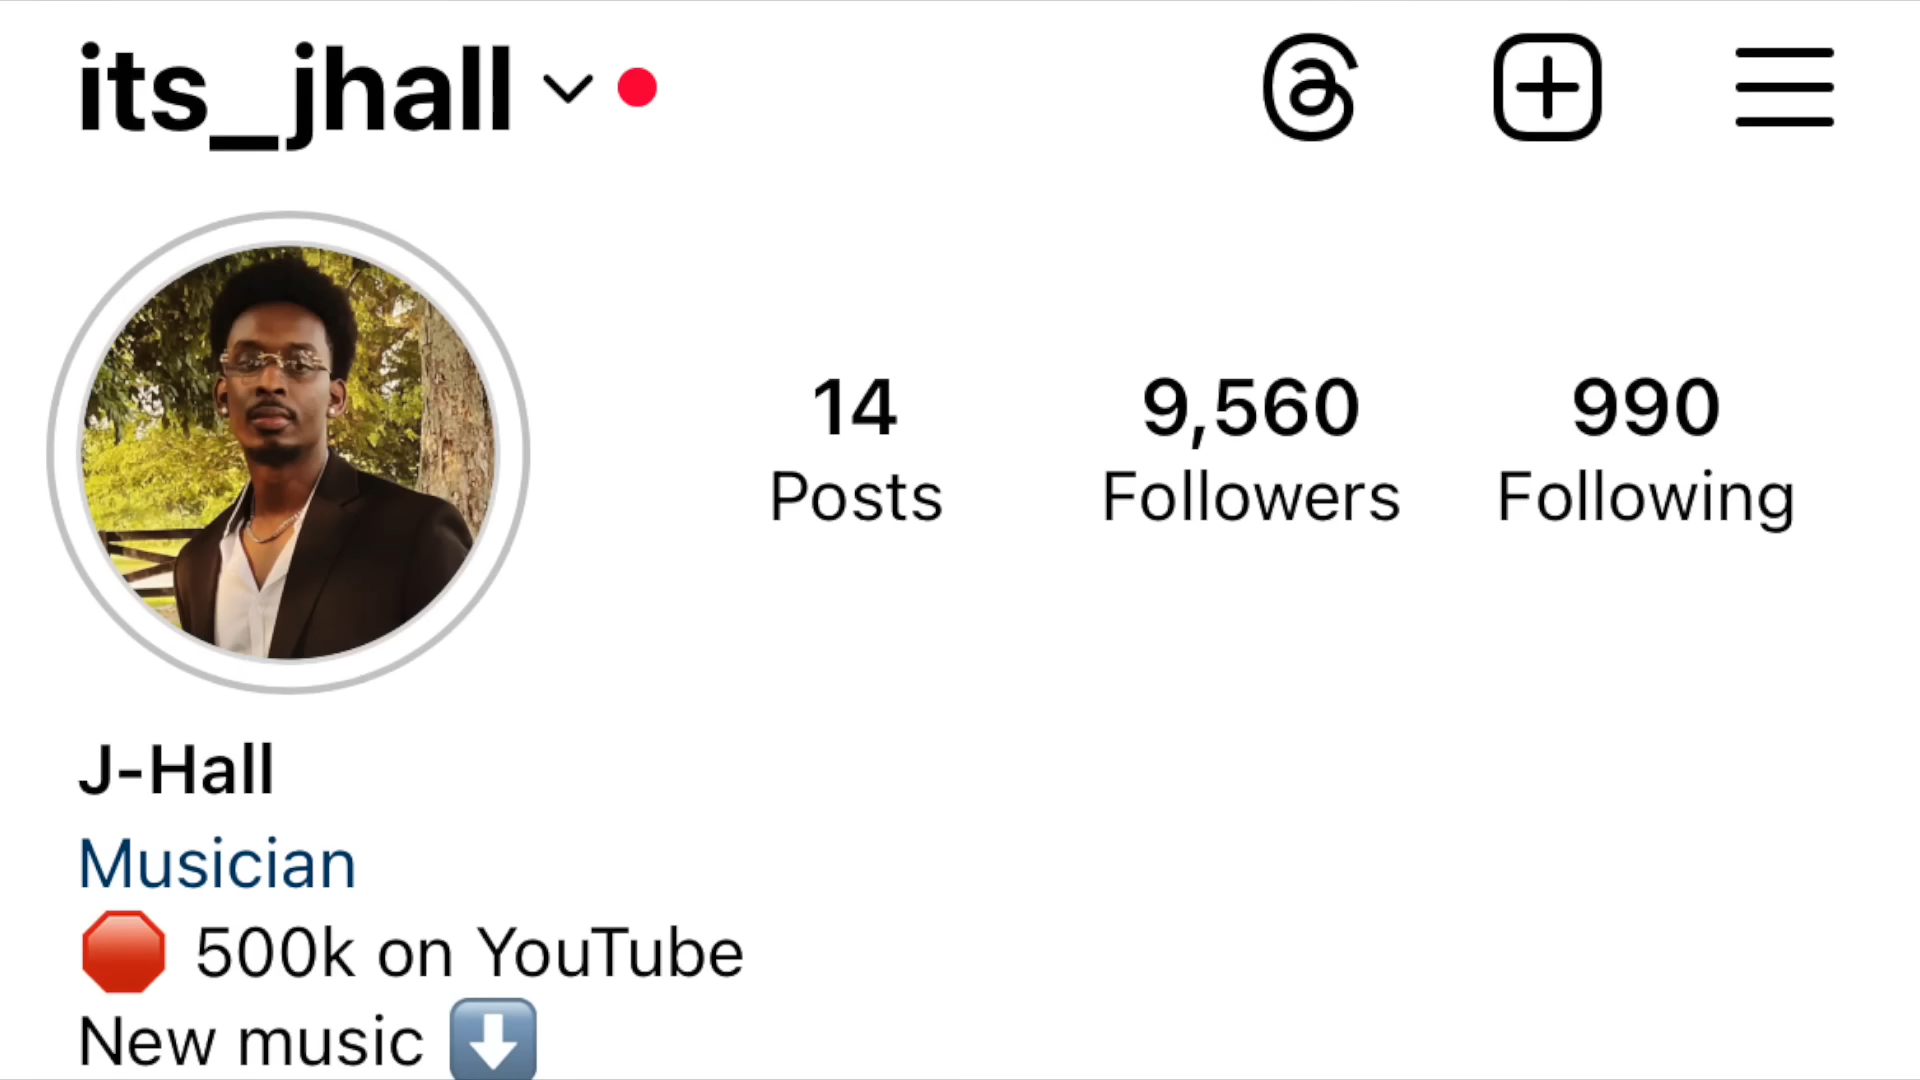 its_jhall
14 9,560 990
Posts Followers Following
J-Hall
Musician
🛑 500k on YouTube
New music ⬇️